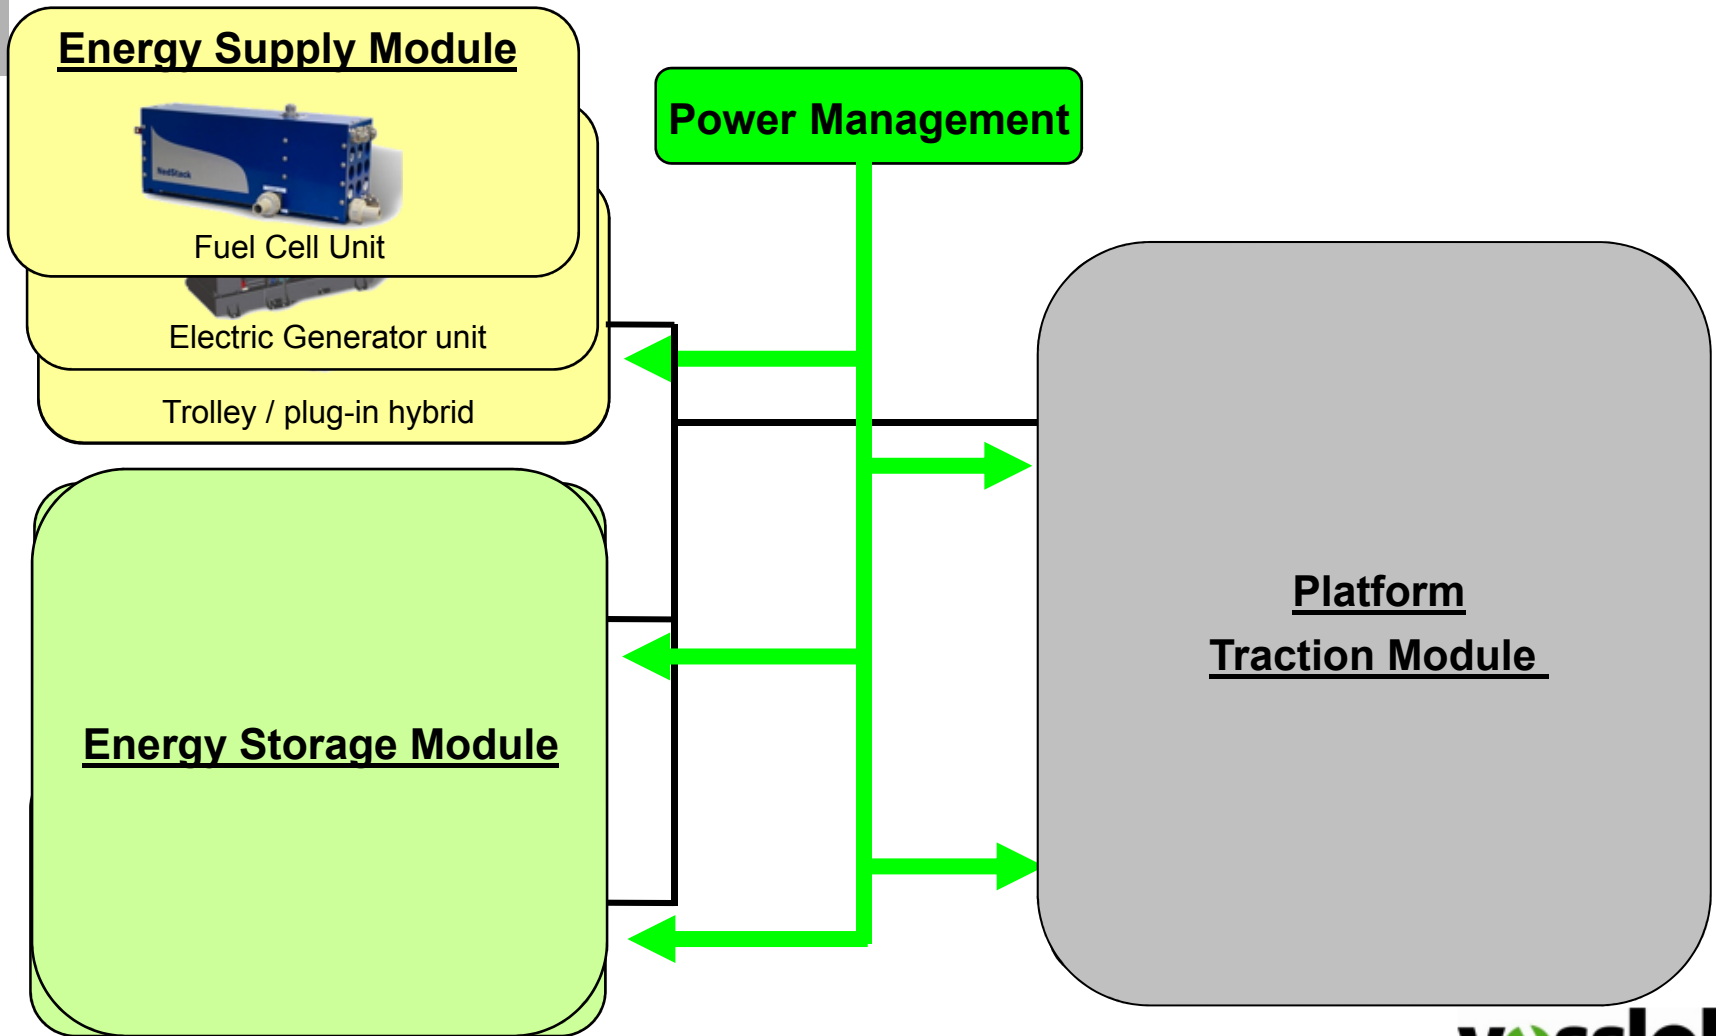 Energy Supply Module
Power Management
NedStack
Fuel Cell Unit
Electric Generator unit
Trolley / plug-in hybrid
Energy Storage Module
Platform
Traction Module